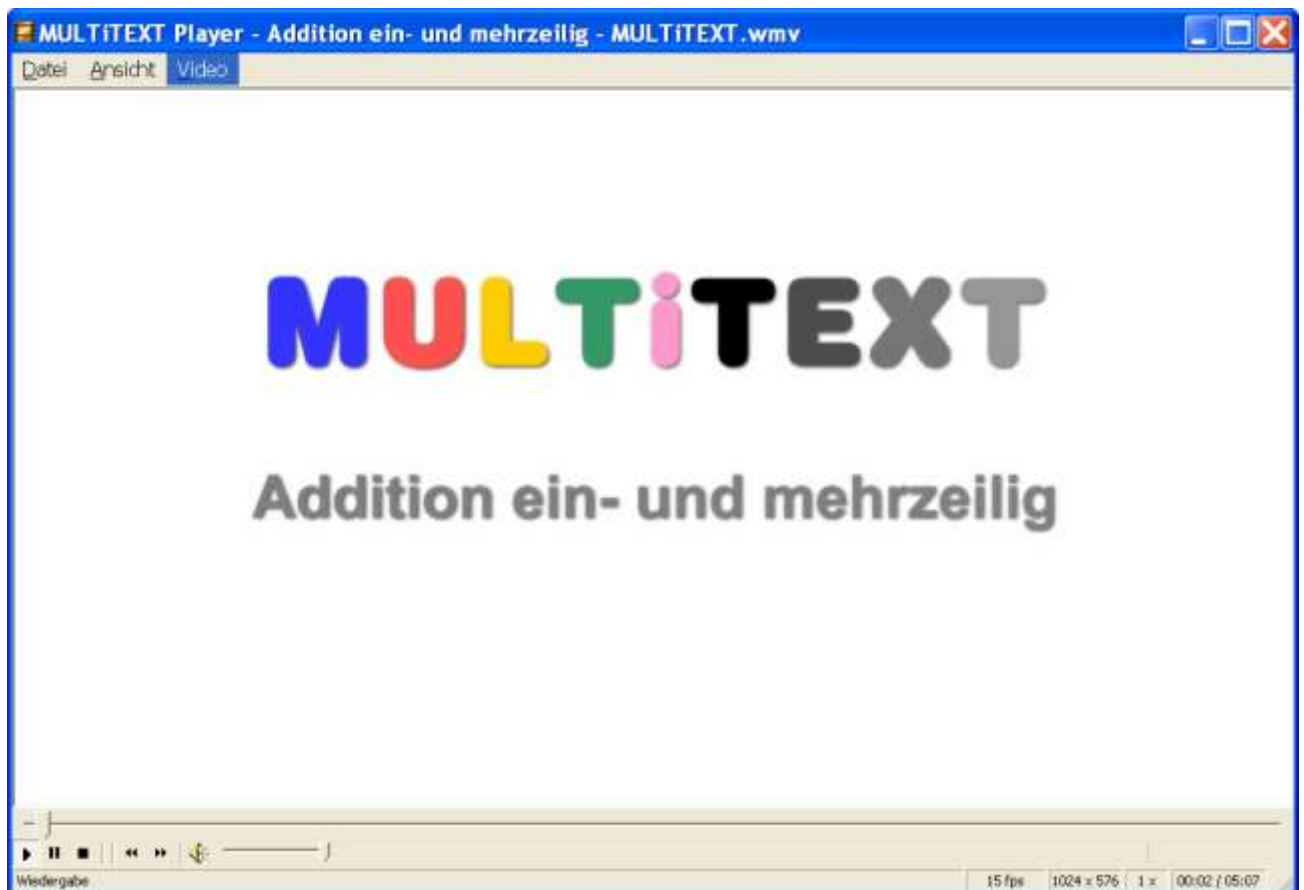 MULTiTEXT Player - Addition ein- und mehrzeilig - MULTiTEXT.wmv
Datei Ansicht Video
MULTiTEXT
Addition ein- und mehrzeilig
Wiedergabe 15 fps 1024 x 576 1 x 00:02 / 05:07